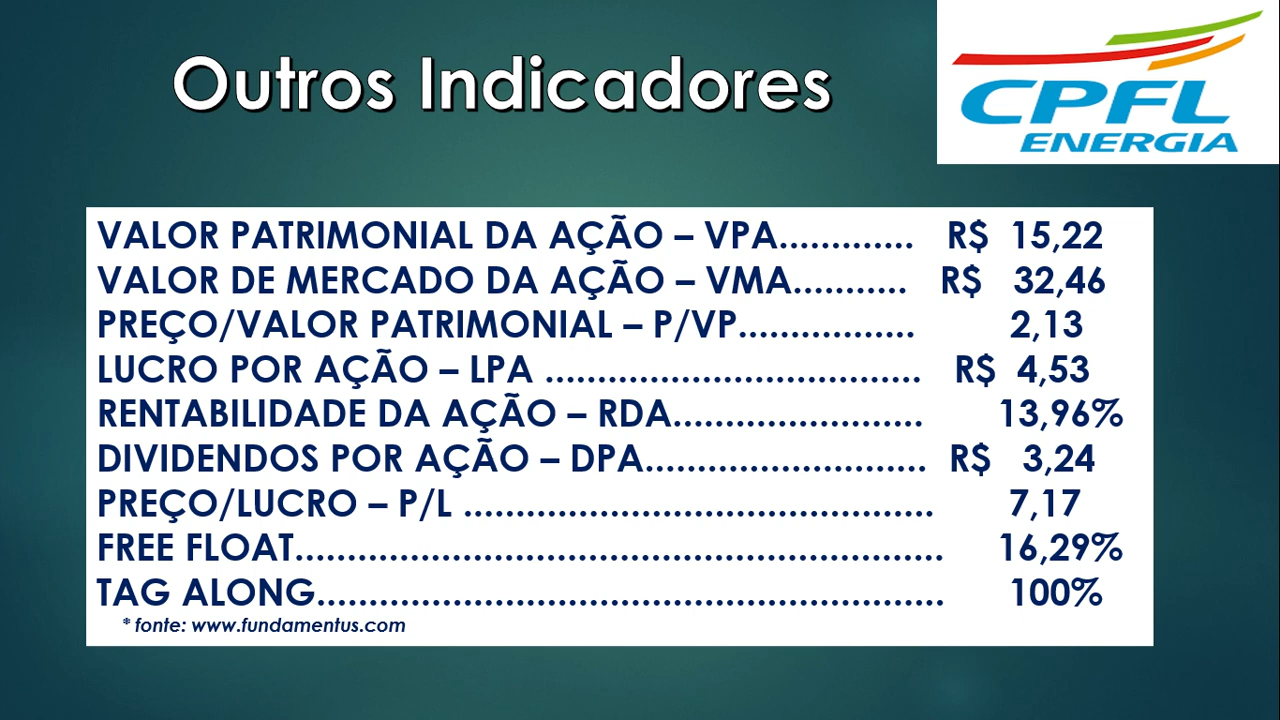 Outros Indicadores
CPFL
ENERGIA
VALOR PATRIMONIAL DA AÇÃO – VPA............. R$ 15,22
VALOR DE MERCADO DA AÇÃO – VMA........... R$ 32,46
PREÇO/VALOR PATRIMONIAL – P/VP................. 2,13
LUCRO POR AÇÃO – LPA .................................... R$ 4,53
RENTABILIDADE DA AÇÃO – RDA........................ 13,96%
DIVIDENDOS POR AÇÃO – DPA........................... R$ 3,24
PREÇO/LUCRO – P/L ............................................. 7,17
FREE FLOAT.............................................................. 16,29%
TAG ALONG............................................................ 100%
* fonte: www.fundamentus.com